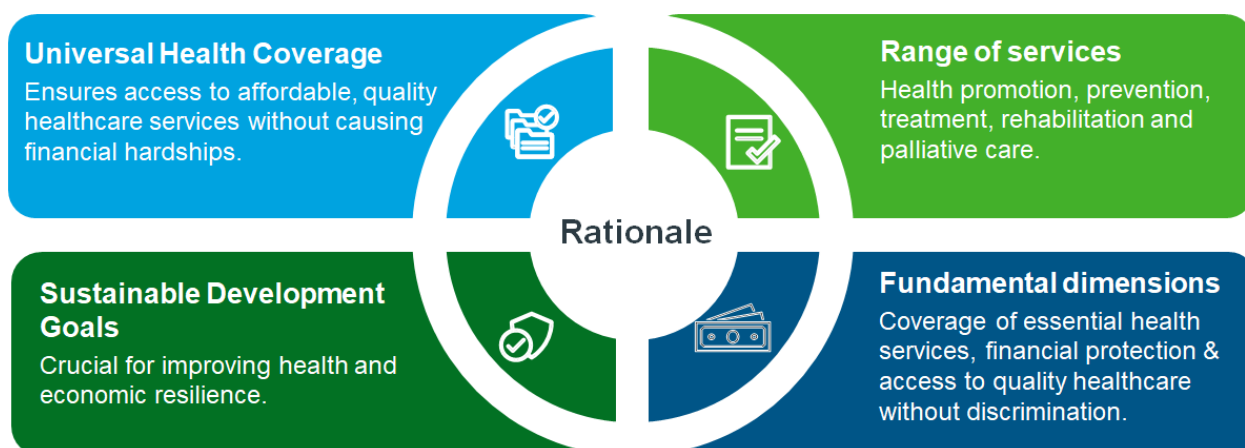 Universal Health Coverage
Ensures access to affordable, quality
healthcare services without causing
financial hardships.
Range of services
Health promotion, prevention,
treatment, rehabilitation and
palliative care.
Rationale
Sustainable Development
Goals
Crucial for improving health and
economic resilience.
Fundamental dimensions
Coverage of essential health
services, financial protection &
access to quality healthcare
without discrimination.